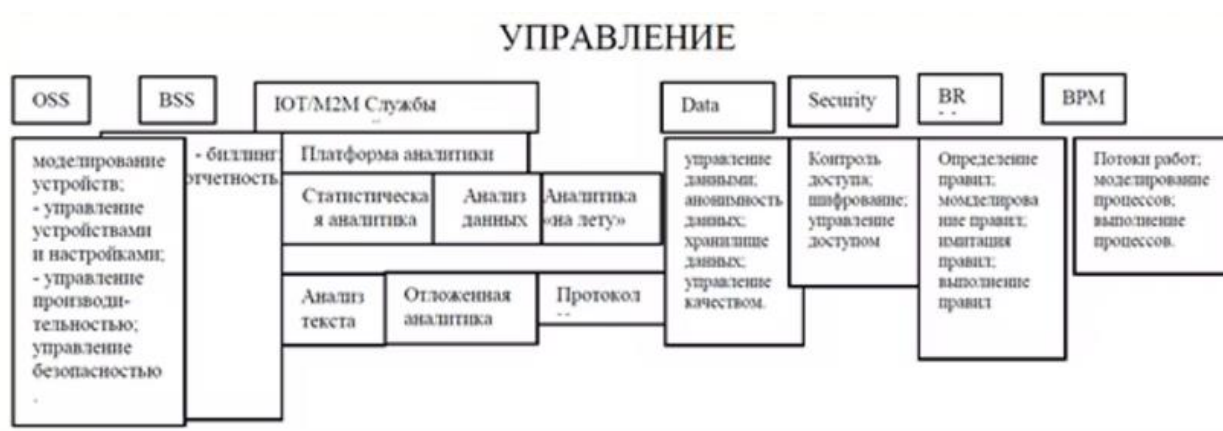 УПРАВЛЕНИЕ
OSS
BSS
IOT/M2M Службы
Data
Security
BR
BPM
моделирование
устройств;
- управление
устройствами
и настройками;
- управление
производи-
тельностью;
управление
безопасностью
.
- биллинг;
отчетность.
Платформа аналитики
Статистическа
я аналитика
Анализ
данных
Аналитика
«на лету»
Анализ
текста
Отложенная
аналитика
Протокол
управление
данными;
анонимность
данных;
хранилище
данных;
управление
качеством.
Контроль
доступа;
шифрование;
управление
доступом
Определение
правил;
момделирова
ние правил;
имитация
правил;
выполнение
правил
Потоки работ;
моделирование
процессов;
выполнение
процессов.